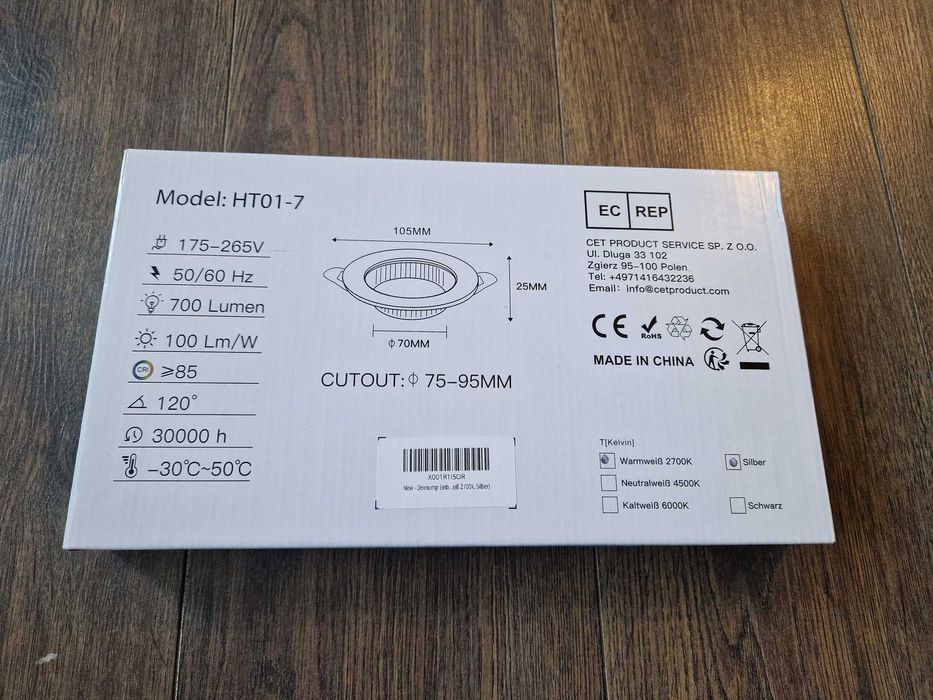 Model: HT01-7
175-265V
50/60 Hz
700 Lumen
100 Lm/W
CRI ≥85
120°
30000 h
-30℃~50℃
105MM
25MM
Φ70MM
CUTOUT:Φ 75-95MM
X001R1ISOR
2700K, Silber)
EC REP
CET PRODUCT SERVICE SP. Z O.O.
Ul. Dluga 33 102
Zgierz 95-100 Polen
Tel: +4971416432236
Email: info@cetproduct.com
CE RoHS
MADE IN CHINA
T[Kelvin]
Warmweiß 2700K
Silber
Neutralweiß 4500K
Kaltweiß 6000K
Schwarz